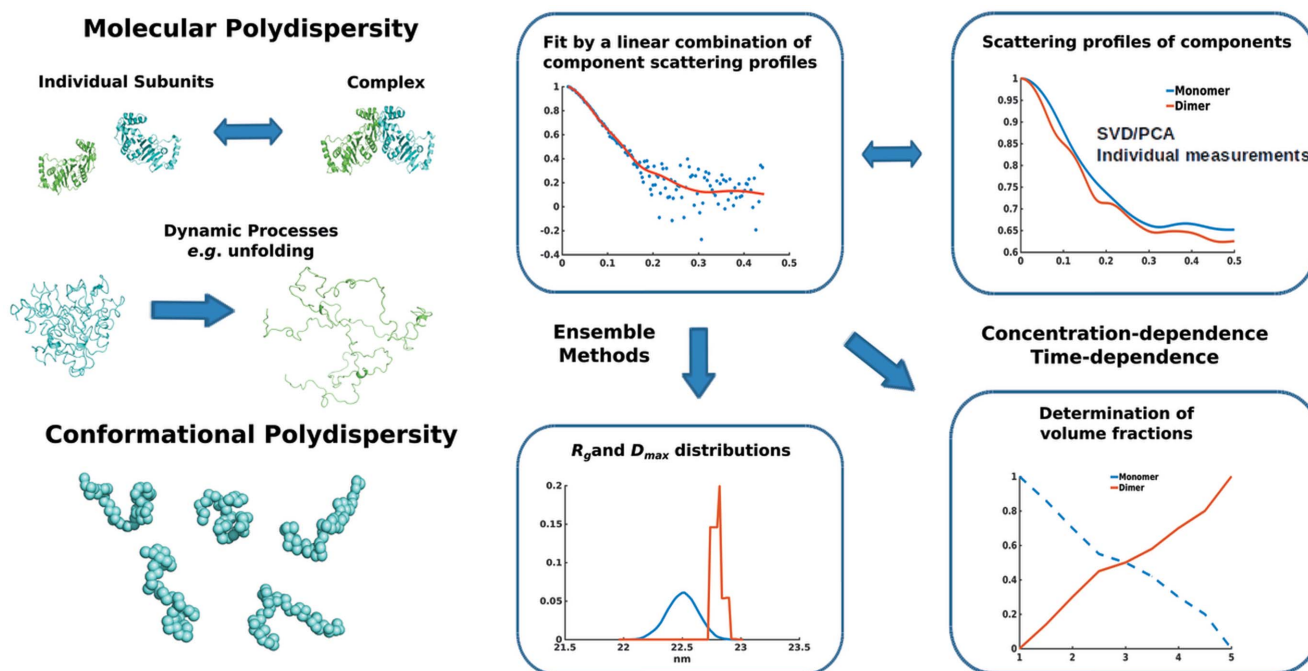 Molecular Polydispersity
Individual Subunits
Complex
Dynamic Processes
e.g. unfolding
Conformational Polydispersity
Fit by a linear combination of
component scattering profiles
1
0.8
0.6
0.4
0.2
0
-0.2
-0.4
0
0.1
0.2
0.3
0.4
0.5
Scattering profiles of components
1
0.95
0.9
0.85
0.8
0.75
0.7
0.65
0.6
Monomer
Dimer
SVD/PCA
Individual measurements
0
0.1
0.2
0.3
0.4
0.5
Ensemble
Methods
Concentration-dependence
Time-dependence
Rgand Dmax distributions
0.2
0.15
0.1
0.05
0
21.5
22
22.5
23
23.5
nm
Determination of
volume fractions
1
0.8
0.6
0.4
0.2
0
Monomer
Dimer
1
2
3
4
5